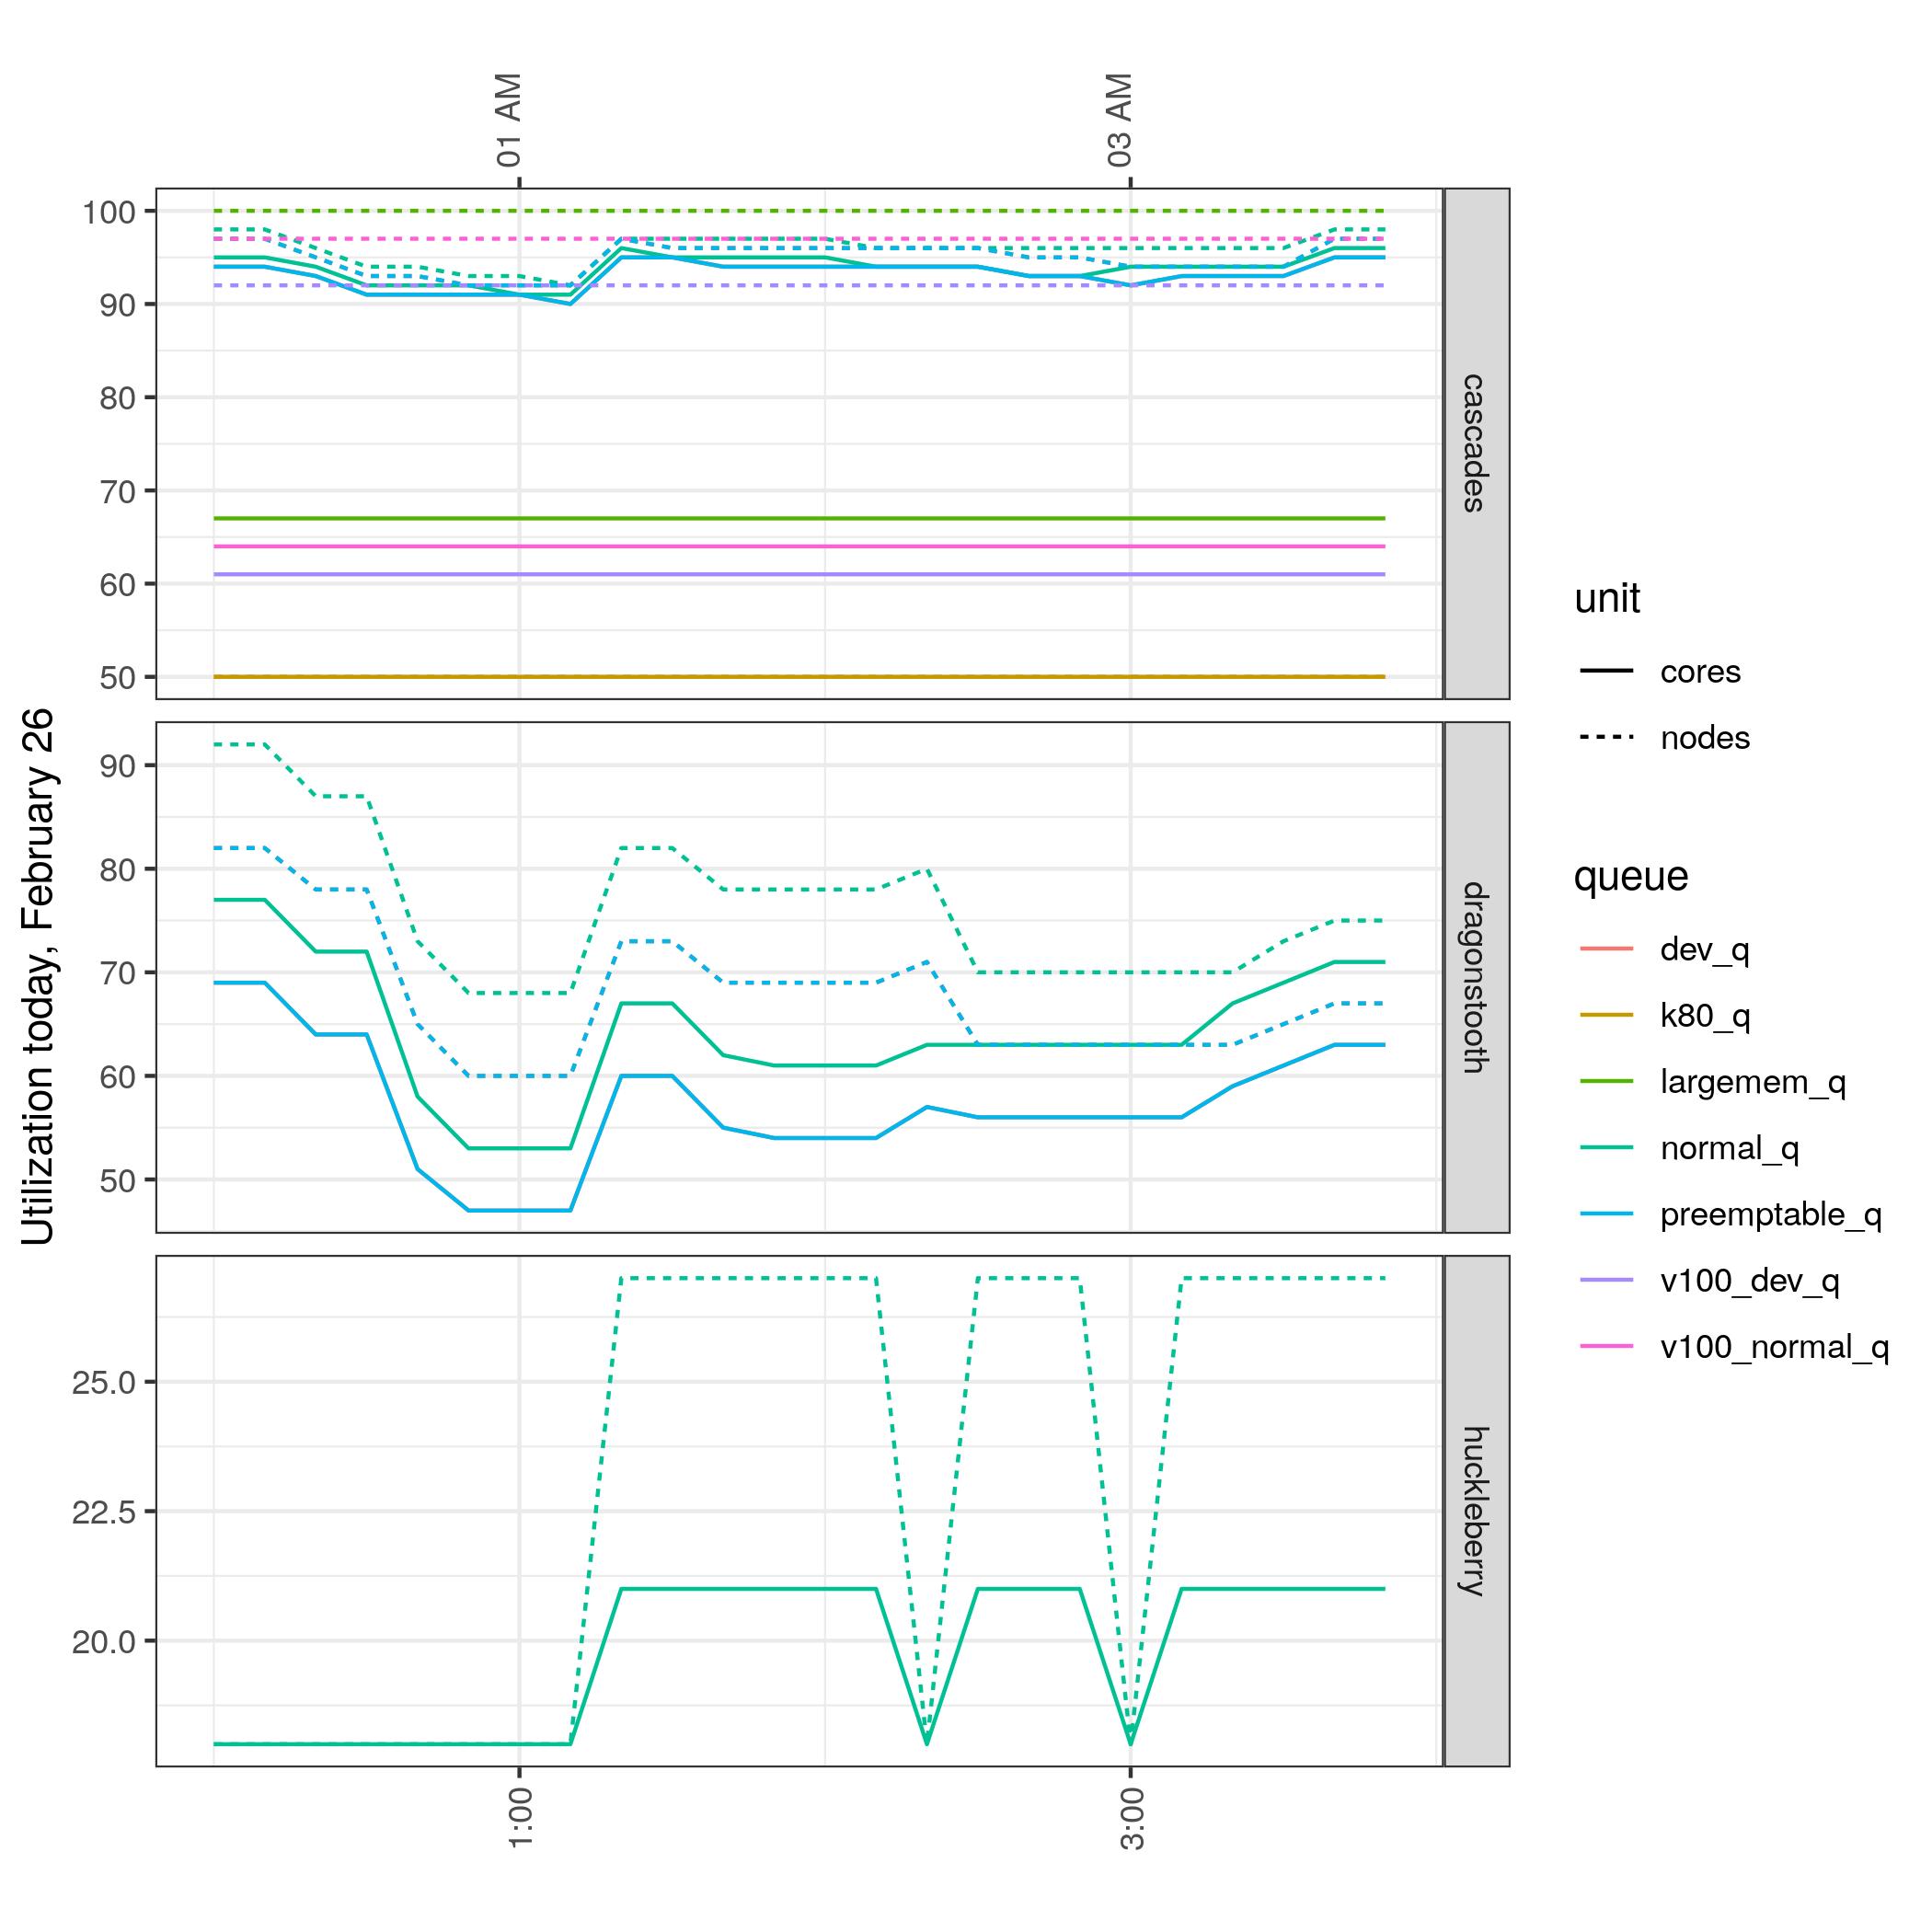 01 AM
03 AM
100
90
80
70
60
50
cascades
90
80
70
60
50
dragonstooth
25.0
22.5
20.0
huckleberry
1:00
3:00
Utilization today, February 26
unit
cores
nodes
queue
dev_q
k80_q
largemem_q
normal_q
preemptable_q
v100_dev_q
v100_normal_q